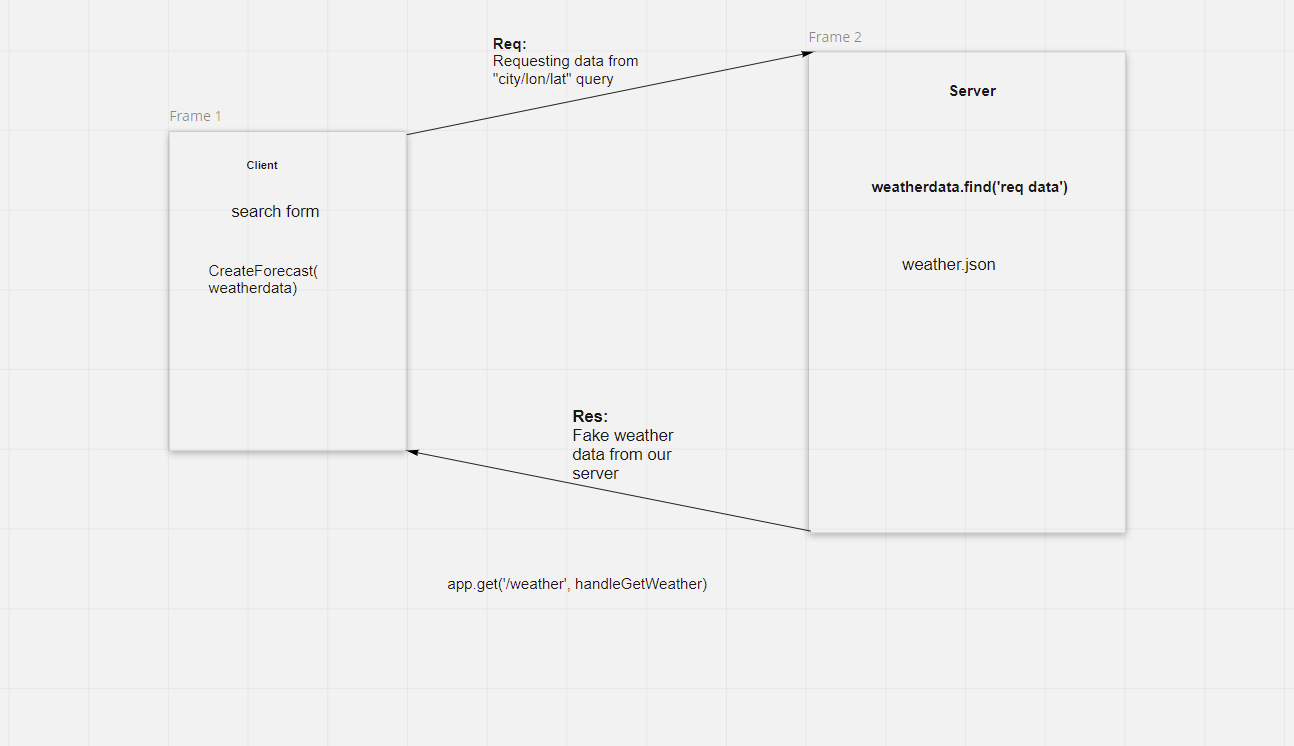 Frame 1
Client
search form
CreateForecast(
weatherdata)
Req:
Requesting data from
"city/lon/lat" query
Frame 2
Server
weatherdata.find('req data')
weather.json
Res:
Fake weather
data from our
server
app.get('/weather', handleGetWeather)